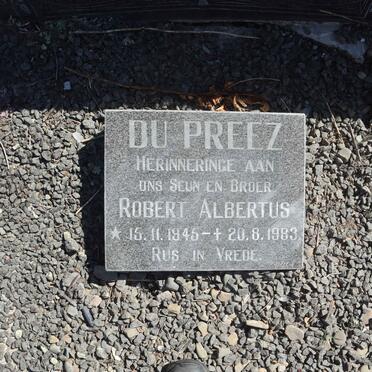 DU PREEZ
HERINNERINGE AAN
ONS SEUN EN BROER
ROBERT ALBERTUS
★ 15.11.1945 - ✝ 20.8.1983
RUS IN VREDE.